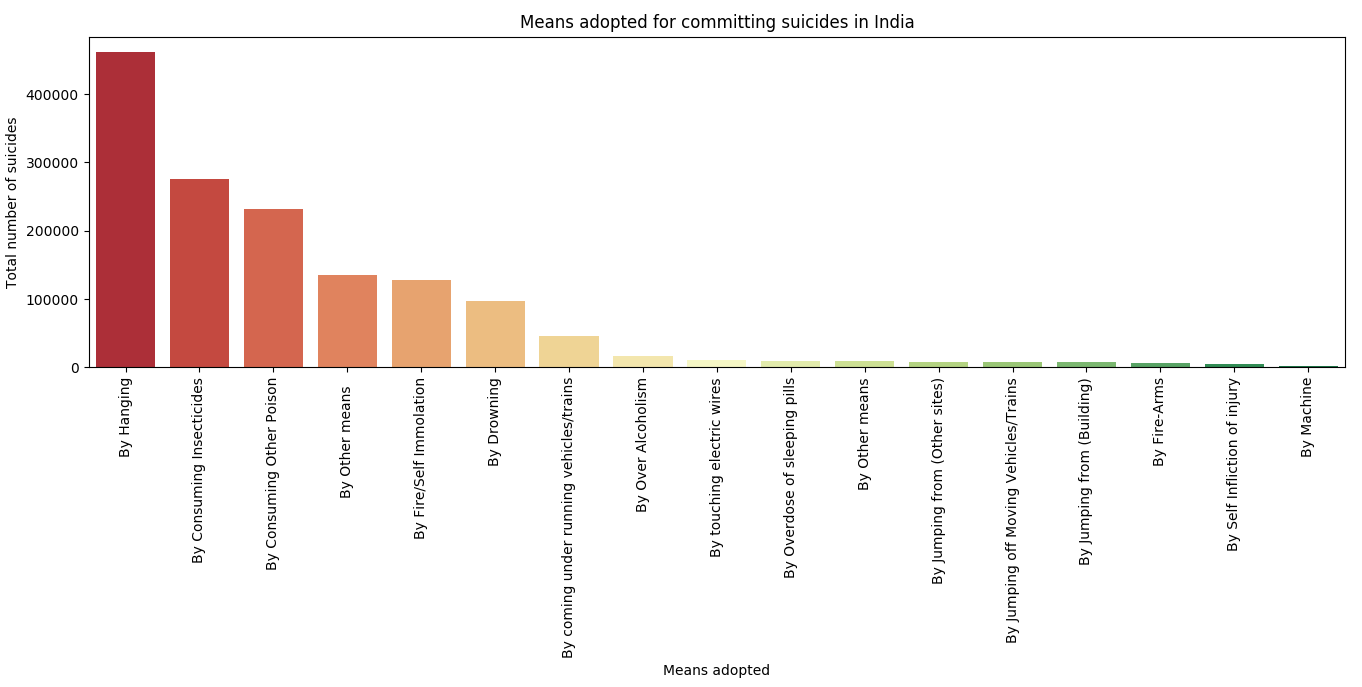 Means adopted for committing suicides in India
Total number of suicides
400000
300000
200000
100000
0
By Hanging
By Consuming Insecticides
By Consuming Other Poison
By Other means
By Fire/Self Immolation
By Drowning
By coming under running vehicles/trains
By Over Alcoholism
By touching electric wires
By Overdose of sleeping pills
By Other means
By Jumping from (Other sites)
By Jumping off Moving Vehicles/Trains
By Jumping from (Building)
By Fire-Arms
By Self Infliction of injury
By Machine
Means adopted